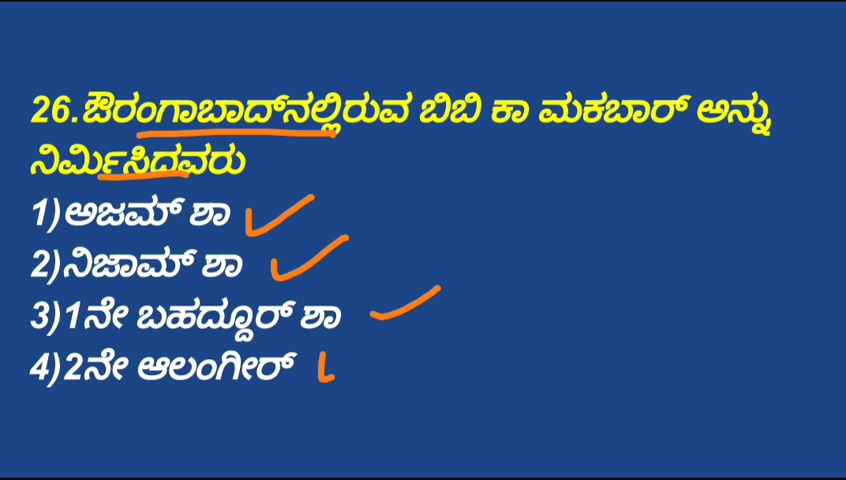 26.ಔರಂಗಾಬಾದ್‌ನಲ್ಲಿರುವ ಬಿಬಿ ಕಾ ಮಕಬಾರ್ ಅನ್ನು
ನಿರ್ಮಿಸಿದವರು
1)ಅಜಮ್ ಶಾ
2)ನಿಜಾಮ್ ಶಾ
3)1ನೇ ಬಹದ್ದೂರ್ ಶಾ
4)2ನೇ ಆಲಂಗೀರ್